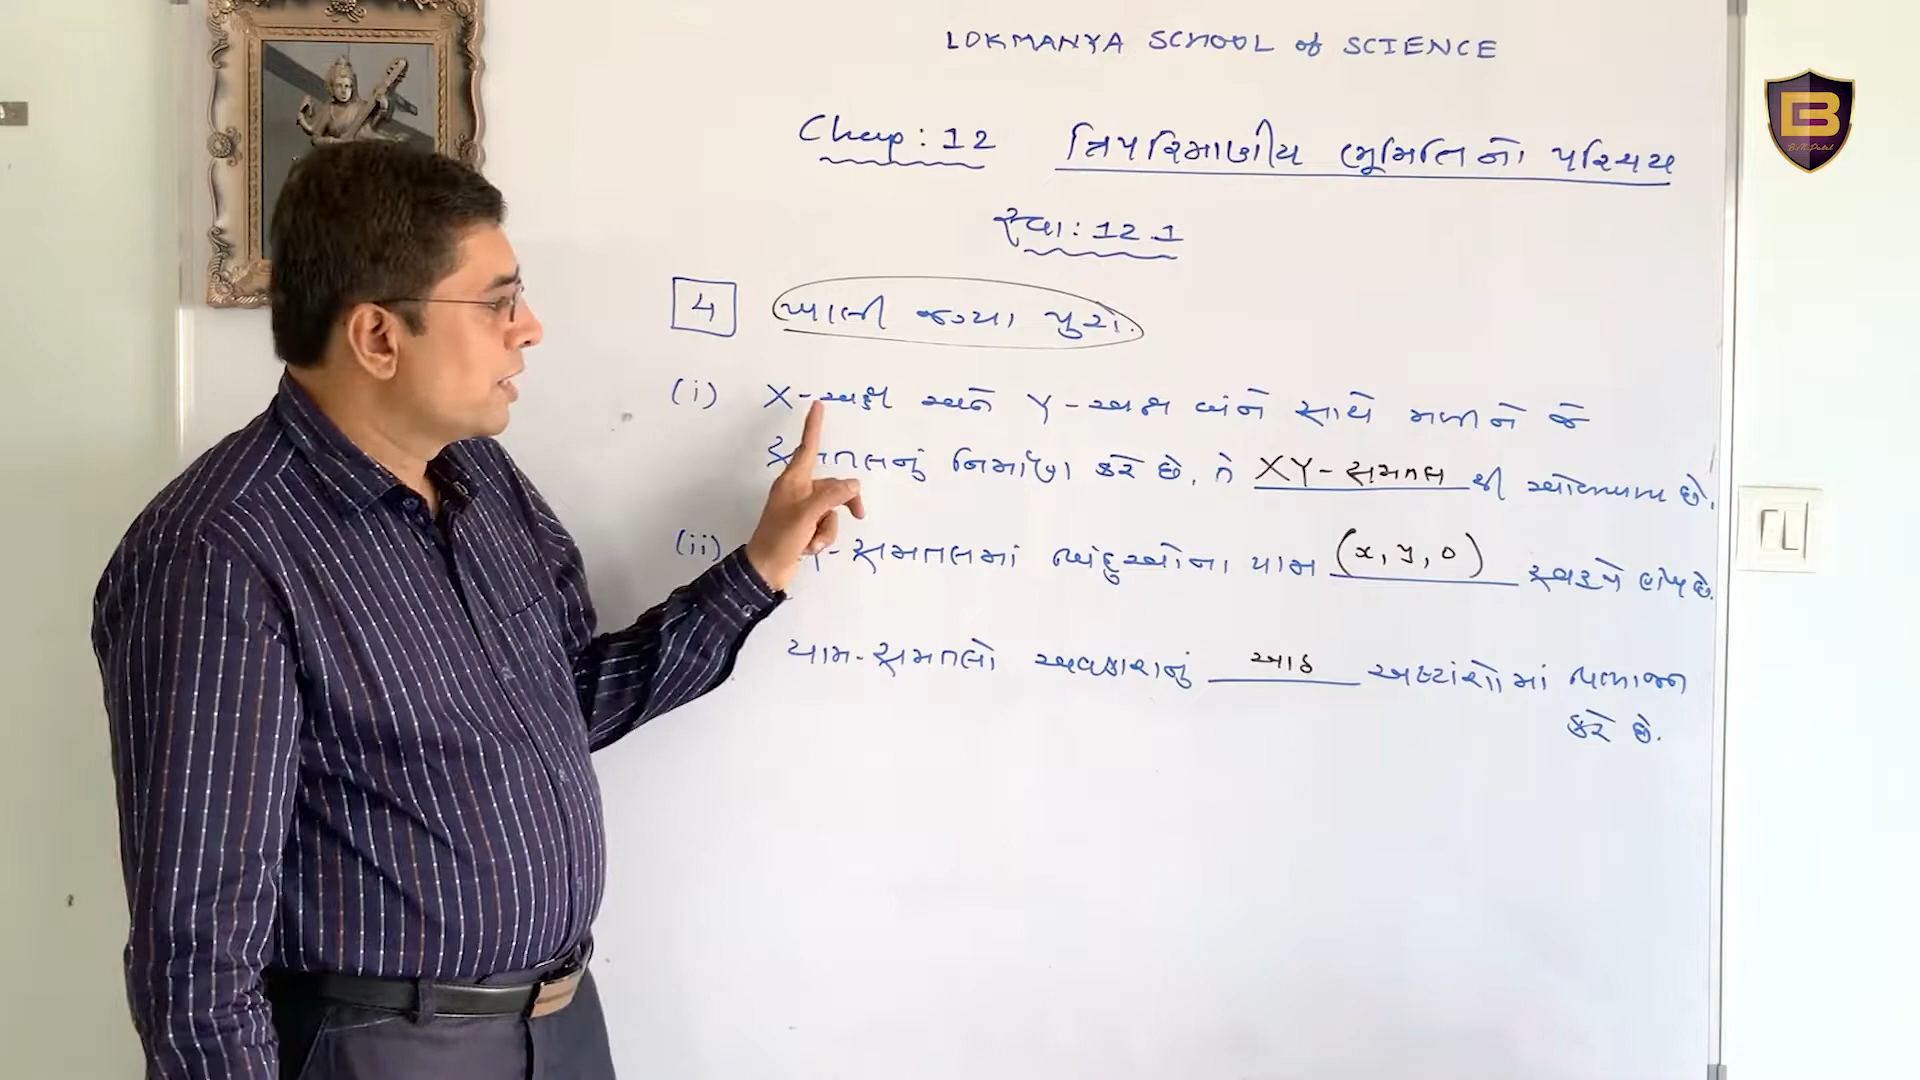 LOKMANYA SCHOOL of SCIENCE
Chap : 12 ત્રિપરિમાણીય ભૂમિતિનો પરિચય
સ્વા : 12.1
4 ખાલી જગ્યા પુરો.
(i) X-અક્ષ અને Y-અક્ષ બંને સાથે મળીને જે
સમતલનું નિર્માણ કરે છે, તે XY-સમતલ થી ઓળખાય છે.
(ii) Y-સમતલમાં બિંદુઓના યામ (x, y, 0) સ્વરૂપે હોય છે.
યામ-સમતલો અવકાશનું આઠ અષ્ટાંશોમાં વિભાજન
કરે છે.
B